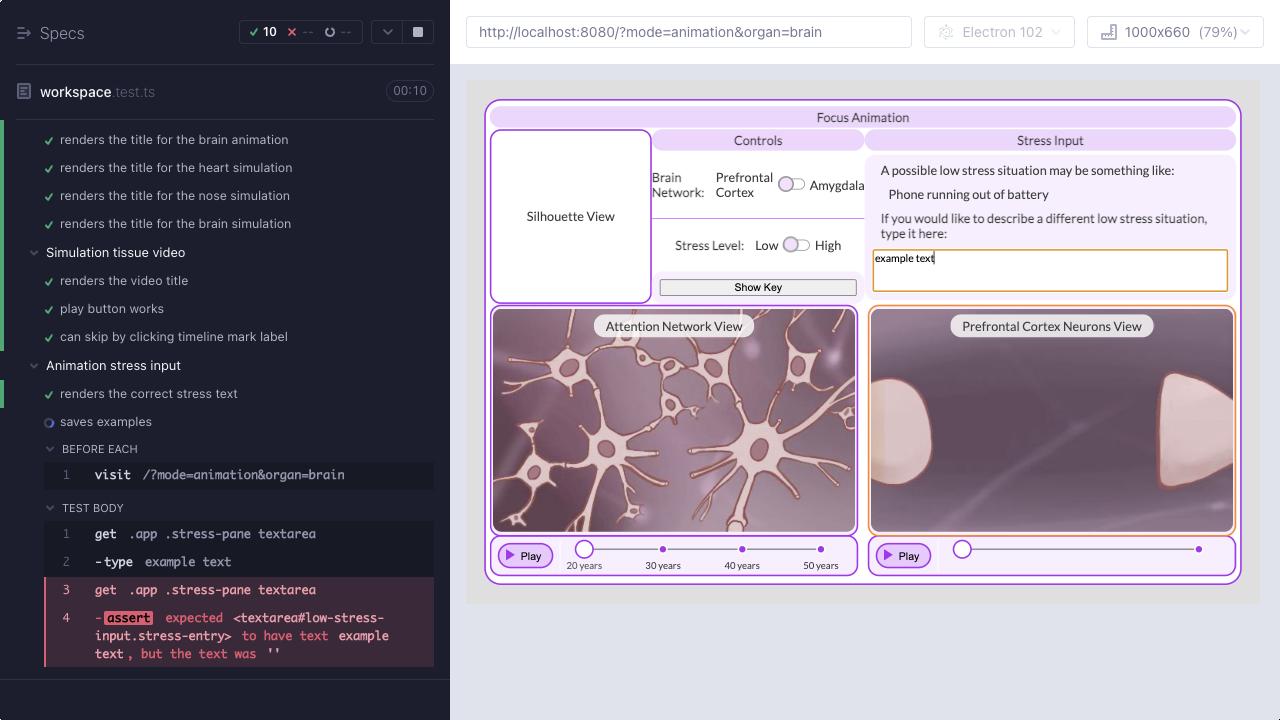 Specs
10
--
--
workspace.test.ts
00:10
renders the title for the brain animation
renders the title for the heart simulation
renders the title for the nose simulation
renders the title for the brain simulation
Simulation tissue video
renders the video title
play button works
can skip by clicking timeline mark label
Animation stress input
renders the correct stress text
saves examples
BEFORE EACH
1 visit /?mode=animation&organ=brain
TEST BODY
1 get .app .stress-pane textarea
2 -type example text
3 get .app .stress-pane textarea
4 -assert expected <textarea#low-stress-
input.stress-entry> to have text example
text, but the text was ''
http://localhost:8080/?mode=animation&organ=brain
Electron 102
1000x660 (79%)
Focus Animation
Silhouette View
Controls
Brain
Network:
Prefrontal
Cortex
Amygdala
Stress Level:
Low
High
Show Key
Stress Input
A possible low stress situation may be something like:
Phone running out of battery
If you would like to describe a different low stress situation,
type it here:
example text
Attention Network View
Prefrontal Cortex Neurons View
Play
20 years
30 years
40 years
50 years
Play